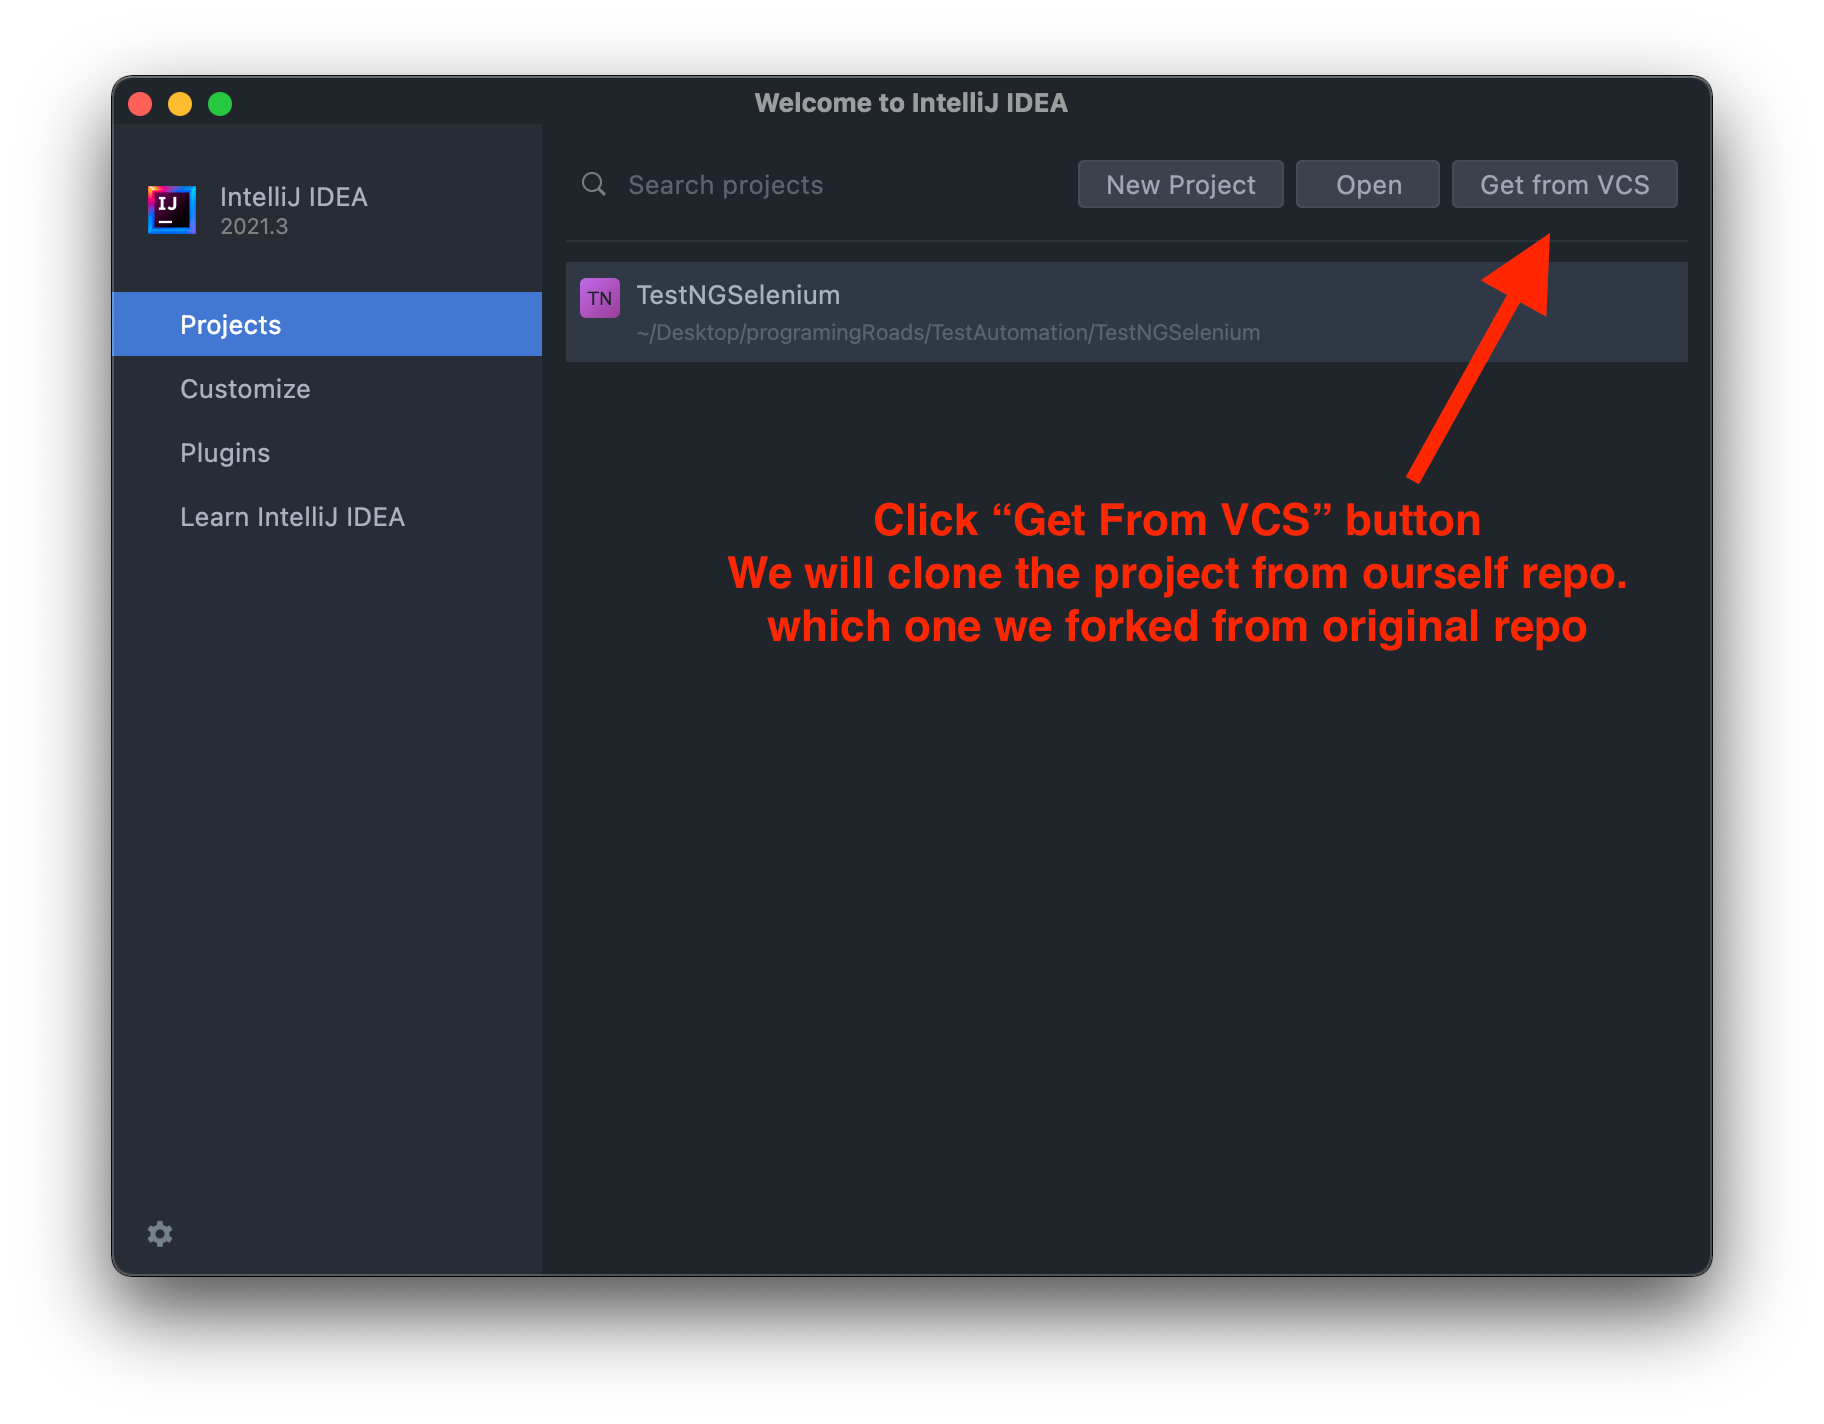 Welcome to IntelliJ IDEA
IJ
IntelliJ IDEA
2021.3
Search projects
New Project
Open
Get from VCS
Projects
Customize
Plugins
Learn IntelliJ IDEA
TN
TestNGSelenium
~/Desktop/programingRoads/TestAutomation/TestNGSelenium
Click “Get From VCS” button
We will clone the project from ourself repo.
which one we forked from original repo